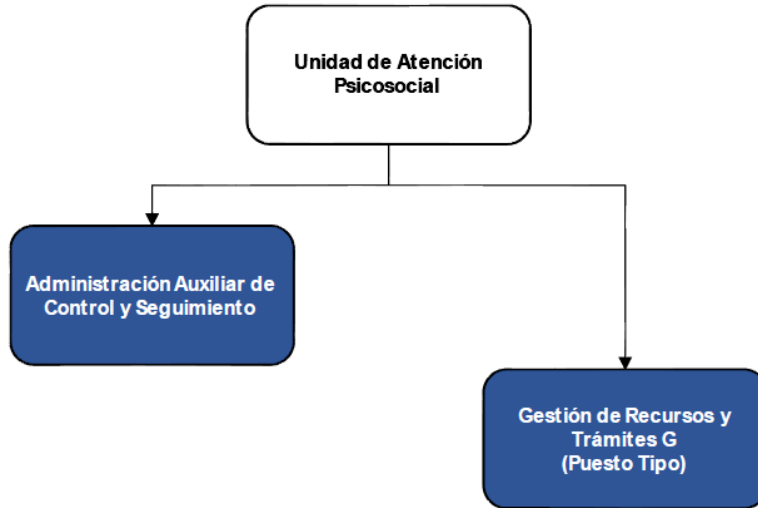 Unidad de Atención
Psicosocial
Administración Auxiliar de
Control y Seguimiento
Gestión de Recursos y
Trámites G
(Puesto Tipo)